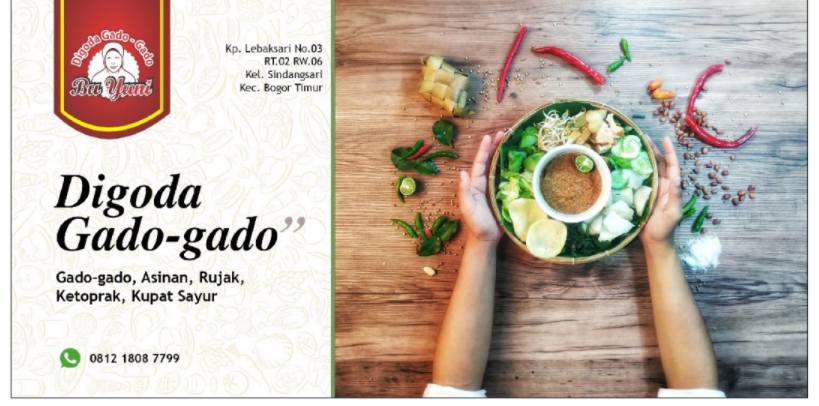 Digoda Gado - Gado
Bu Yuni
Kp. Lebaksari No.03
RT.02 RW.06
Kel. Sindangsari
Kec. Bogor Timur
Digoda
Gado-gado”
Gado-gado, Asinan, Rujak,
Ketoprak, Kupat Sayur
0812 1808 7799